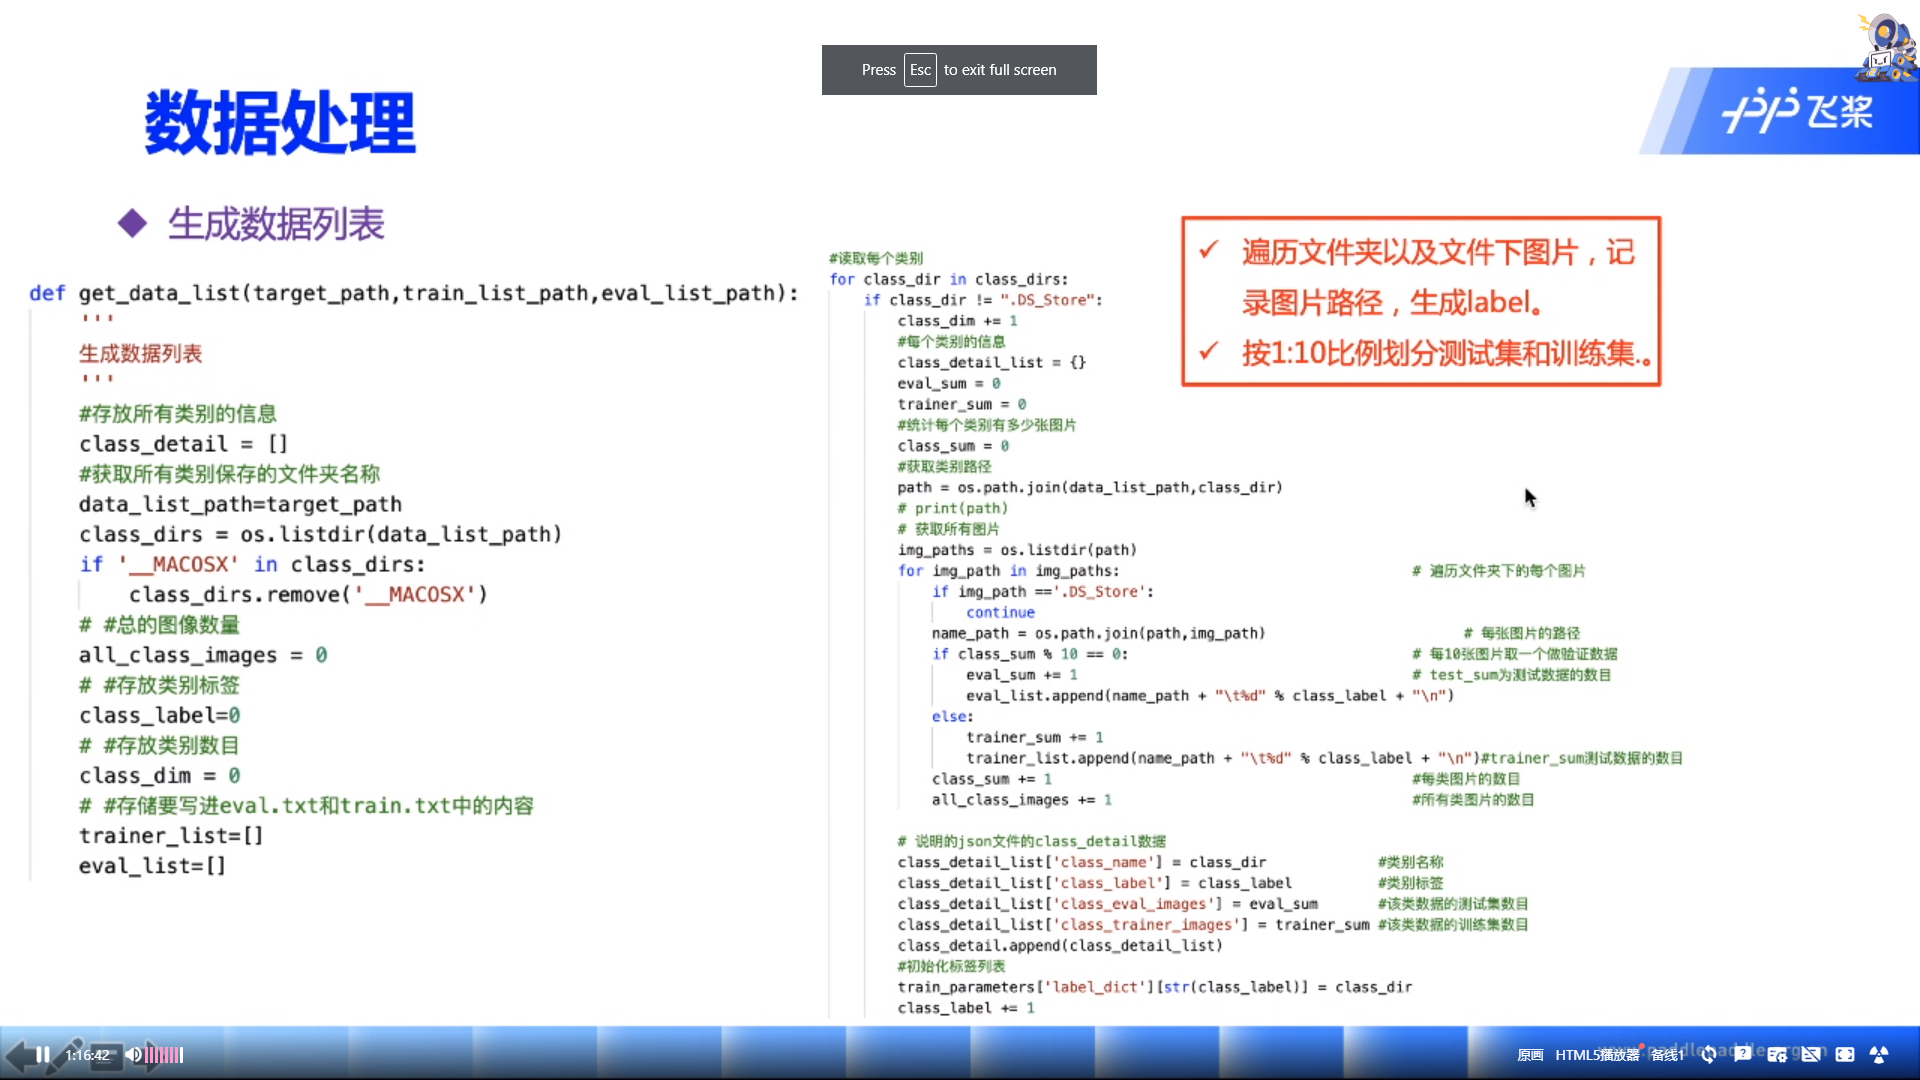 Press Esc to exit full screen
飞桨
数据处理
◆ 生成数据列表
def get_data_list(target_path,train_list_path,eval_list_path):
'''
生成数据列表
'''
#存放所有类别的信息
class_detail = []
#获取所有类别保存的文件夹名称
data_list_path=target_path
class_dirs = os.listdir(data_list_path)
if '__MACOSX' in class_dirs:
class_dirs.remove('__MACOSX')
# #总的图像数量
all_class_images = 0
# #存放类别标签
class_label=0
# #存放类别数目
class_dim = 0
# #存储要写进eval.txt和train.txt中的内容
trainer_list=[]
eval_list=[]
#读取每个类别
for class_dir in class_dirs:
if class_dir != ".DS_Store":
class_dim += 1
#每个类别的信息
class_detail_list = {}
eval_sum = 0
trainer_sum = 0
#统计每个类别有多少张图片
class_sum = 0
#获取类别路径
path = os.path.join(data_list_path,class_dir)
# print(path)
# 获取所有图片
img_paths = os.listdir(path)
for img_path in img_paths: # 遍历文件夹下的每个图片
if img_path =='.DS_Store':
continue
name_path = os.path.join(path,img_path) # 每张图片的路径
if class_sum % 10 == 0: # 每10张图片取一个做验证数据
eval_sum += 1 # test_sum为测试数据的数目
eval_list.append(name_path + "\t%d" % class_label + "\n")
else:
trainer_sum += 1
trainer_list.append(name_path + "\t%d" % class_label + "\n")#trainer_sum测试数据的数目
class_sum += 1 #每类图片的数目
all_class_images += 1 #所有类图片的数目
# 说明的json文件的class_detail数据
class_detail_list['class_name'] = class_dir #类别名称
class_detail_list['class_label'] = class_label #类别标签
class_detail_list['class_eval_images'] = eval_sum #该类数据的测试集数目
class_detail_list['class_trainer_images'] = trainer_sum #该类数据的训练集数目
class_detail.append(class_detail_list)
#初始化标签列表
train_parameters['label_dict'][str(class_label)] = class_dir
class_label += 1
✓ 遍历文件夹以及文件下图片，记
录图片路径，生成label。
✓ 按1:10比例划分测试集和训练集.。
1:16:42
原画 HTML5播放器 备线1